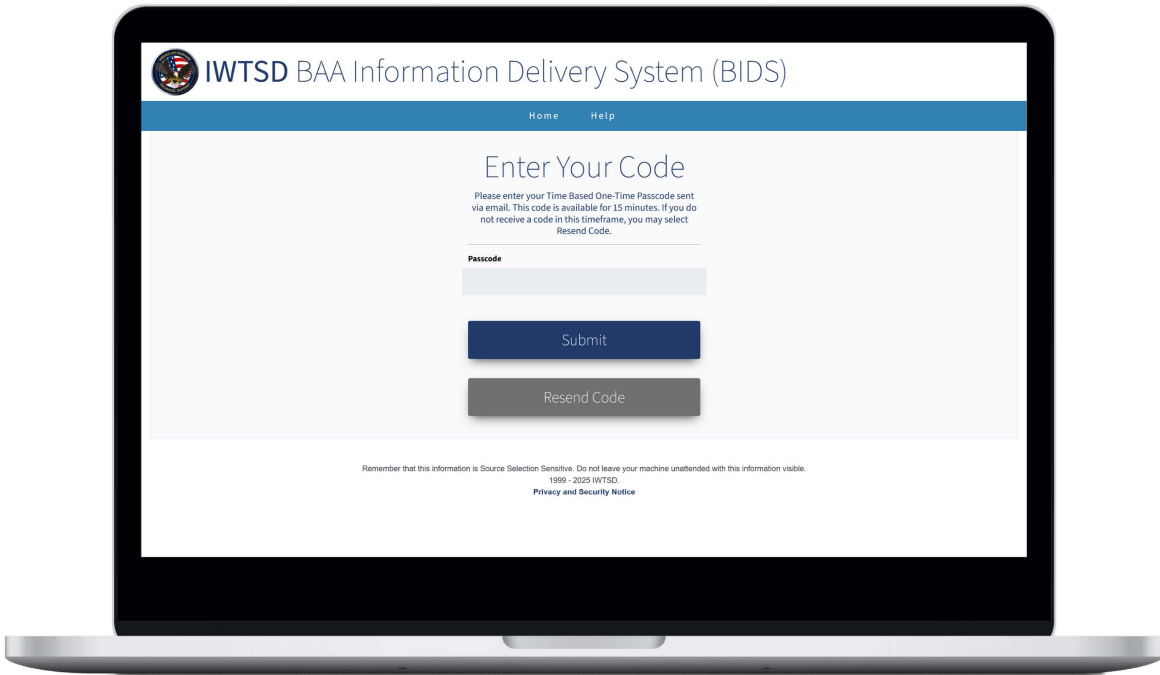 IWTSD BAA Information Delivery System (BIDS)
Home Help
Enter Your Code
Please enter your Time Based One-Time Passcode sent
via email. This code is available for 15 minutes. If you do
not receive a code in this timeframe, you may select
Resend Code.
Passcode
Submit
Resend Code
Remember that this information is Source Selection Sensitive. Do not leave your machine unattended with this information visible.
1999 - 2025 IWTSD.
Privacy and Security Notice